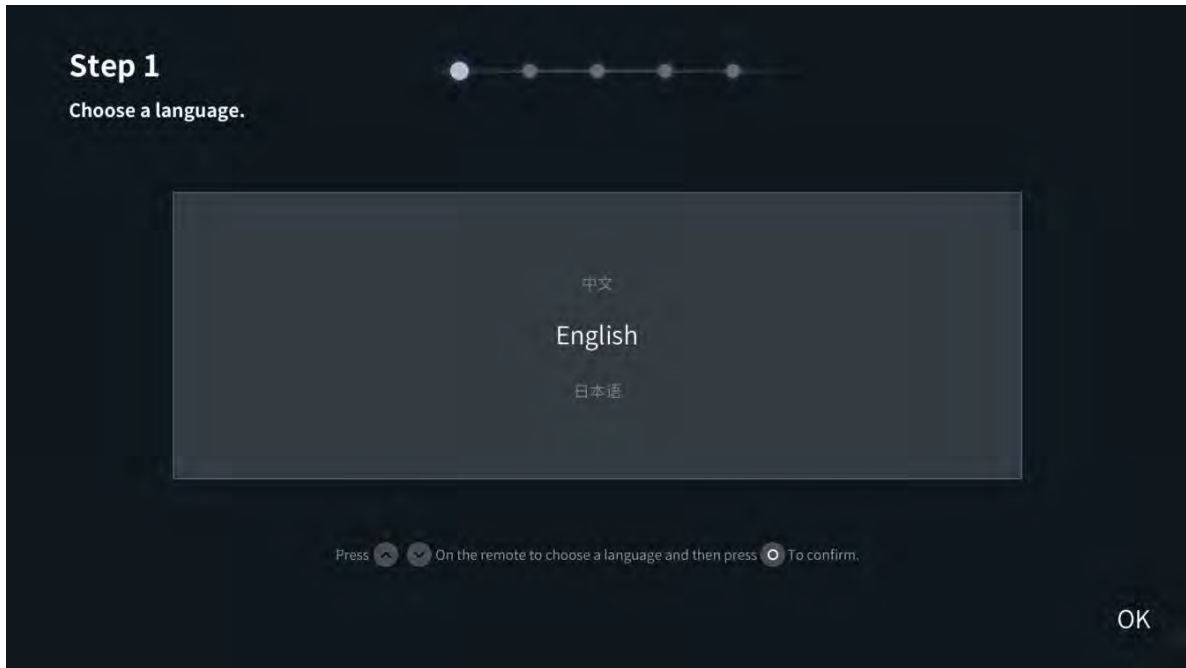 Step 1
Choose a language.
中文
English
日本语
Press On the remote to choose a language and then press To confirm.
OK